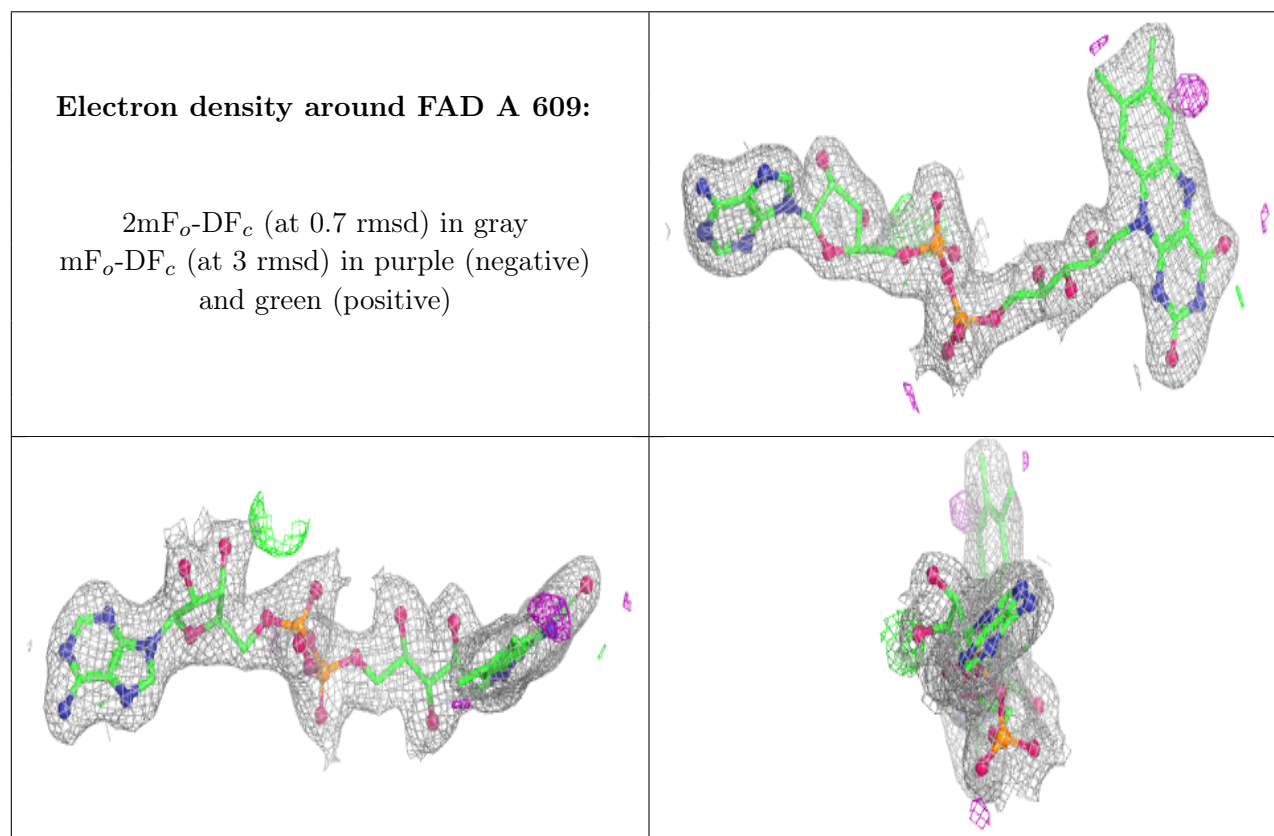 Electron density around FAD A 609:
2mFo-DFc (at 0.7 rmsd) in gray
mFo-DFc (at 3 rmsd) in purple (negative)
and green (positive)